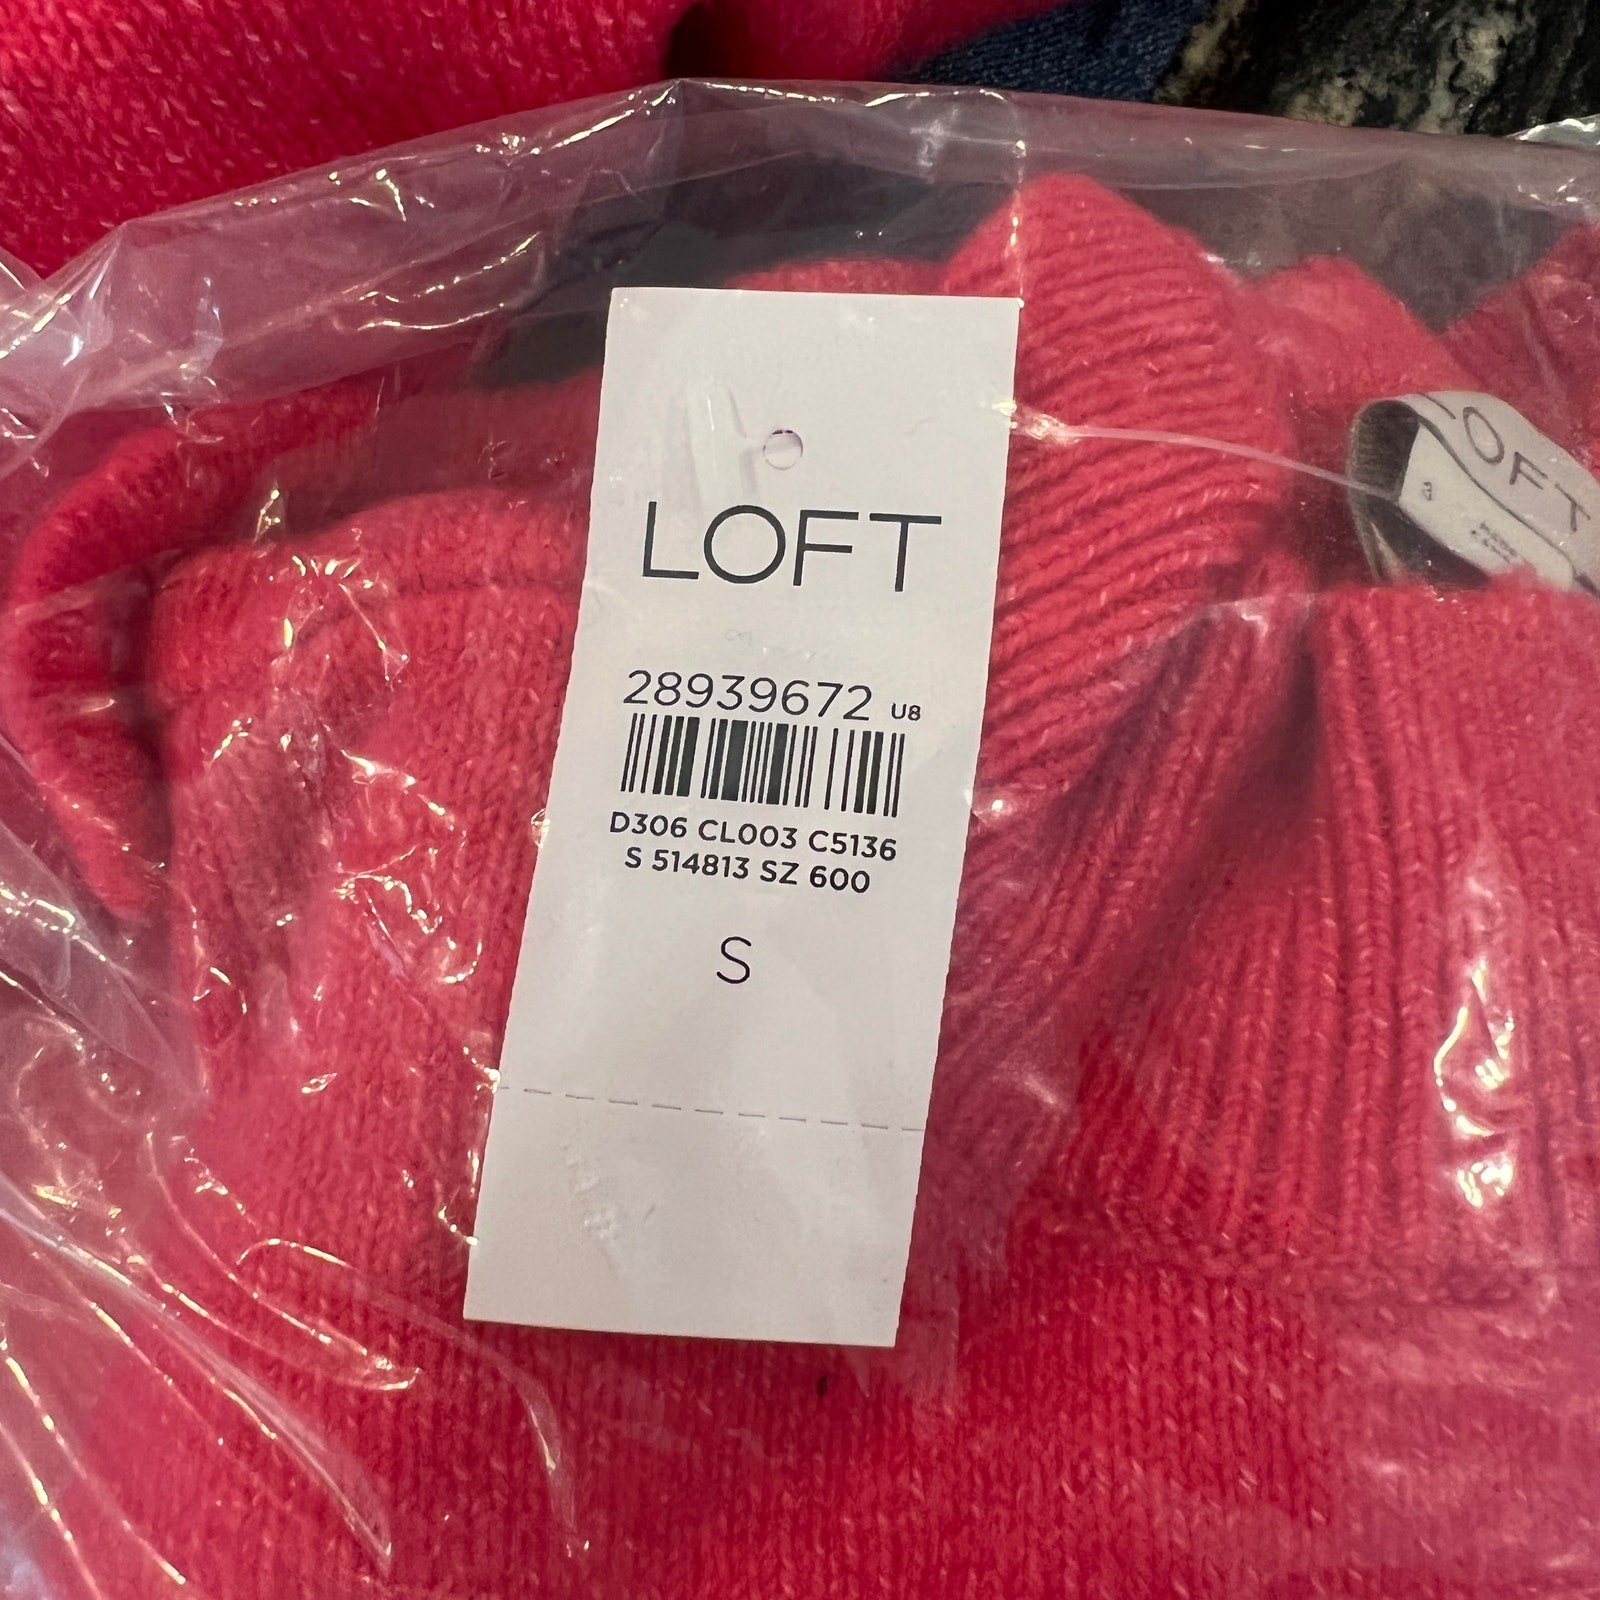 LOFT
28939672 U8
D306 CL003 C5136
S 514813 SZ 600
S
LOFT